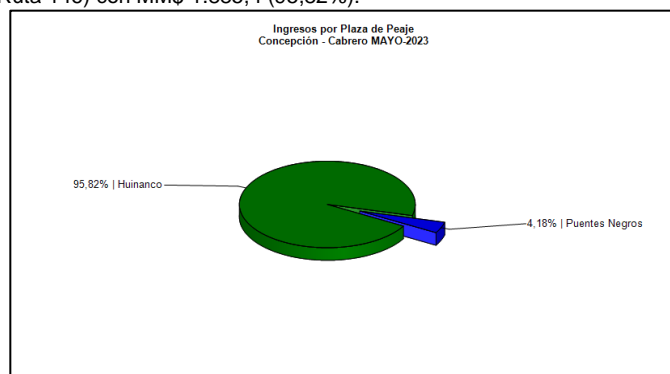 Ingresos por Plaza de Peaje
Concepción - Cabrero MAYO-2023
95,82% | Huinanco
4,18% | Puentes Negros